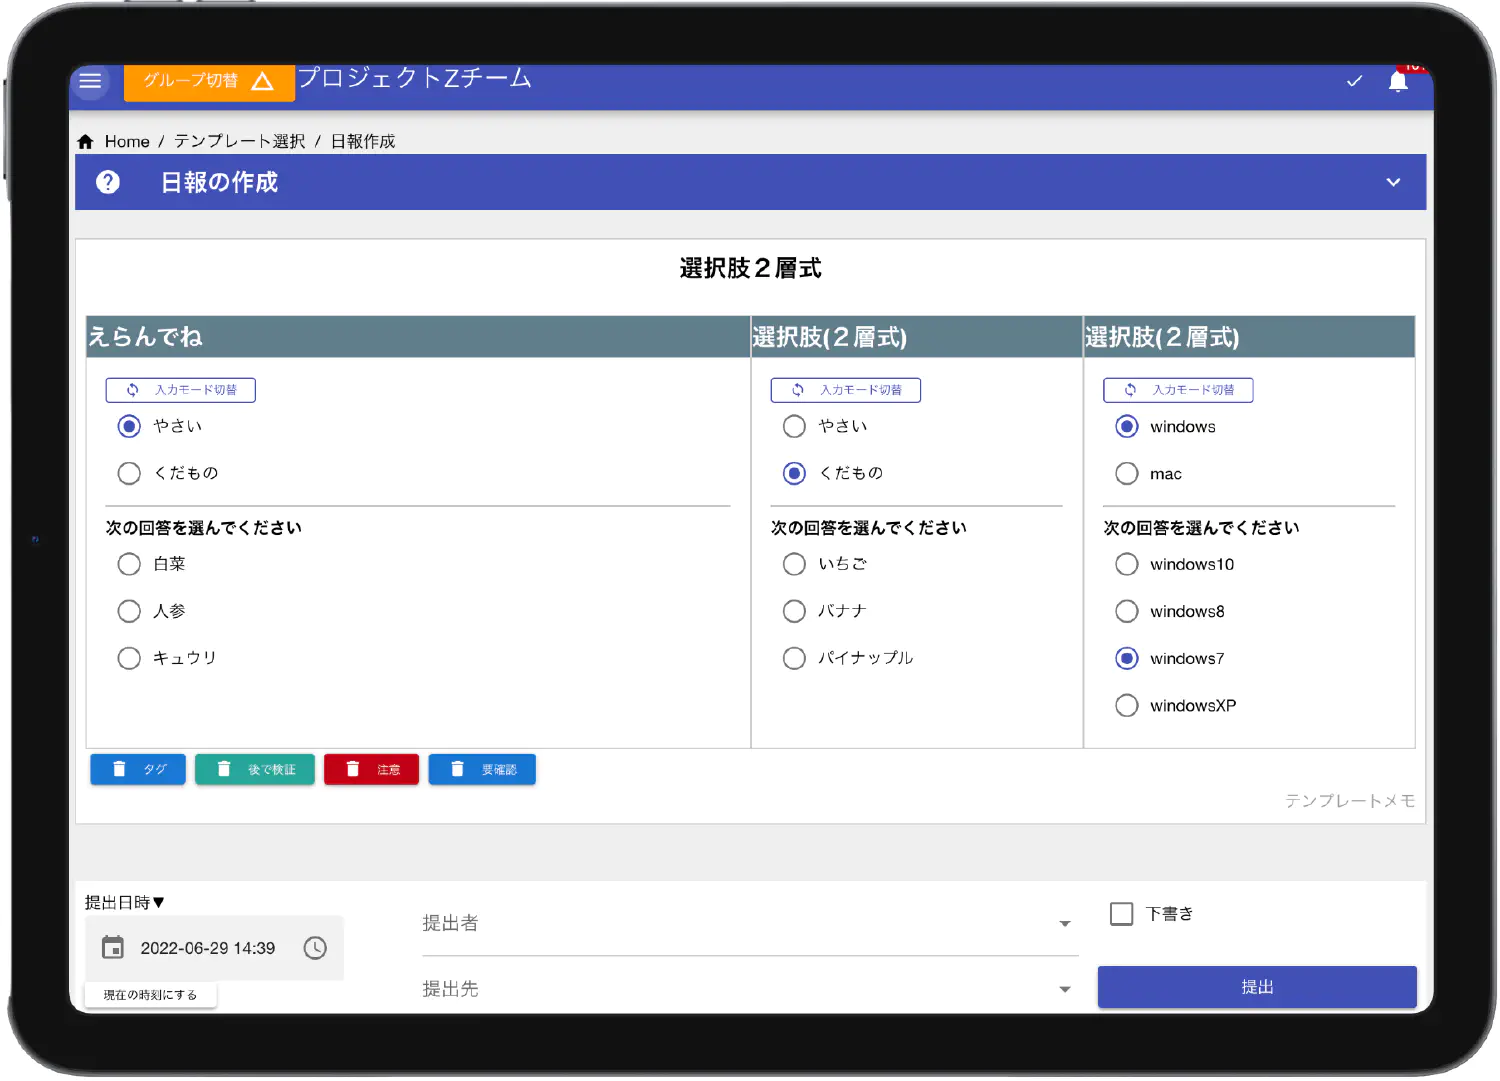 グループ切替 プロジェクトZチーム
Home / テンプレート選択 / 日報作成
日報の作成
選択肢２層式
えらんでね
入力モード切替
やさい
くだもの
次の回答を選んでください
白菜
人参
キュウリ
選択肢(２層式)
入力モード切替
やさい
くだもの
次の回答を選んでください
いちご
バナナ
パイナップル
選択肢(２層式)
入力モード切替
windows
mac
次の回答を選んでください
windows10
windows8
windows7
windowsXP
タグ 後で検証 注意 要確認
テンプレートメモ
提出日時▼
2022-06-29 14:39
現在の時刻にする
提出者
提出先
下書き
提出